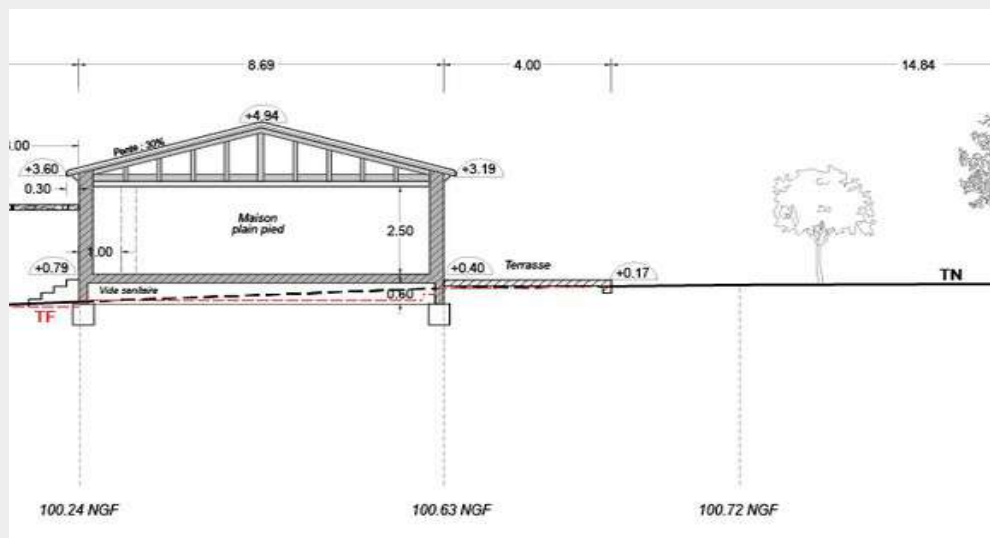 8.69
4.00
14.64
+4.94
Pente : 30%
+3.60
+3.19
0.30
Maison
plain pied
2.50
1.00
+0.79
+0.40
Terrasse
+0.17
TN
Vide sanitaire
0.60
TF
100.24 NGF
100.63 NGF
100.72 NGF